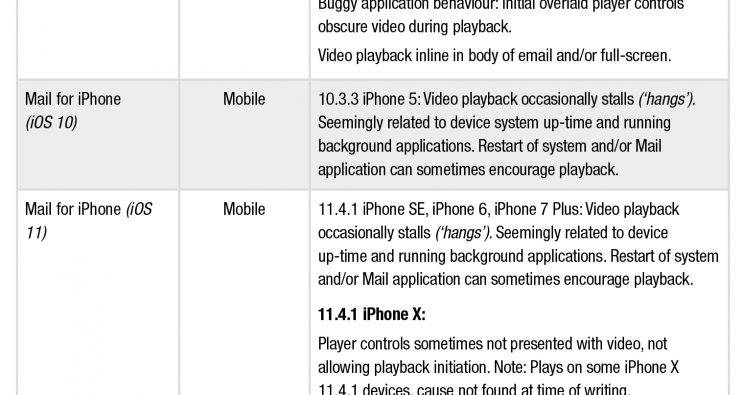 Buggy application behaviour: Initial overlaid player controls
obscure video during playback.
Video playback inline in body of email and/or full-screen.
Mail for iPhone
(iOS 10)
Mobile
10.3.3 iPhone 5: Video playback occasionally stalls (‘hangs’).
Seemingly related to device system up-time and running
background applications. Restart of system and/or Mail
application can sometimes encourage playback.
Mail for iPhone (iOS
11)
Mobile
11.4.1 iPhone SE, iPhone 6, iPhone 7 Plus: Video playback
occasionally stalls (‘hangs’). Seemingly related to device
up-time and running background applications. Restart of system
and/or Mail application can sometimes encourage playback.
11.4.1 iPhone X:
Player controls sometimes not presented with video, not
allowing playback initiation. Note: Plays on some iPhone X
11.4.1 devices, cause not found at time of writing.